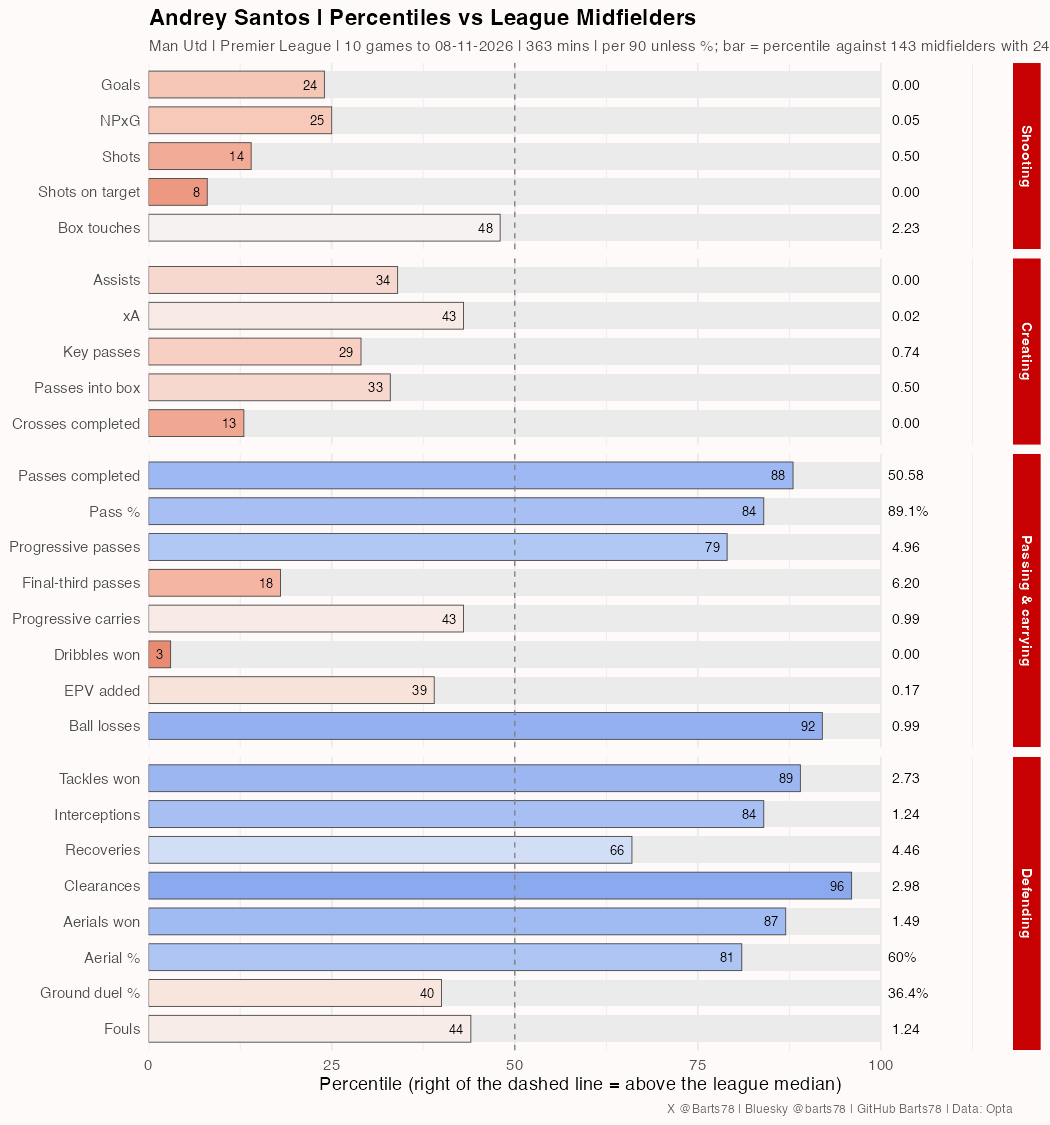 Andrey Santos | Percentiles vs League Midfielders
Man Utd | Premier League | 10 games to 08-11-2026 | 363 mins | per 90 unless %; bar = percentile against 143 midfielders with 24
Goals 24 0.00
NPxG 25 0.05
Shots 14 0.50
Shots on target 8 0.00
Box touches 48 2.23
Shooting
Assists 34 0.00
xA 43 0.02
Key passes 29 0.74
Passes into box 33 0.50
Crosses completed 13 0.00
Creating
Passes completed 88 50.58
Pass % 84 89.1%
Progressive passes 79 4.96
Final-third passes 18 6.20
Progressive carries 43 0.99
Dribbles won 3 0.00
EPV added 39 0.17
Ball losses 92 0.99
Passing & carrying
Tackles won 89 2.73
Interceptions 84 1.24
Recoveries 66 4.46
Clearances 96 2.98
Aerials won 87 1.49
Aerial % 81 60%
Ground duel % 40 36.4%
Fouls 44 1.24
Defending
0 25 50 75 100
Percentile (right of the dashed line = above the league median)
X @Barts78 | Bluesky @barts78 | GitHub Barts78 | Data: Opta